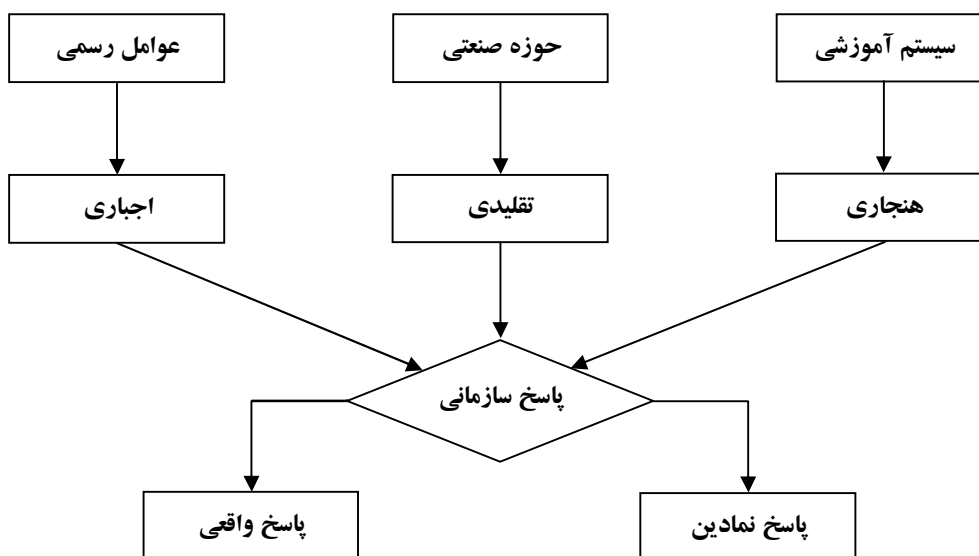 سیستم آموزشی
حوزه صنعتی
عوامل رسمی
هنجاری
تقلیدی
اجباری
پاسخ سازمانی
پاسخ نمادین
پاسخ واقعی